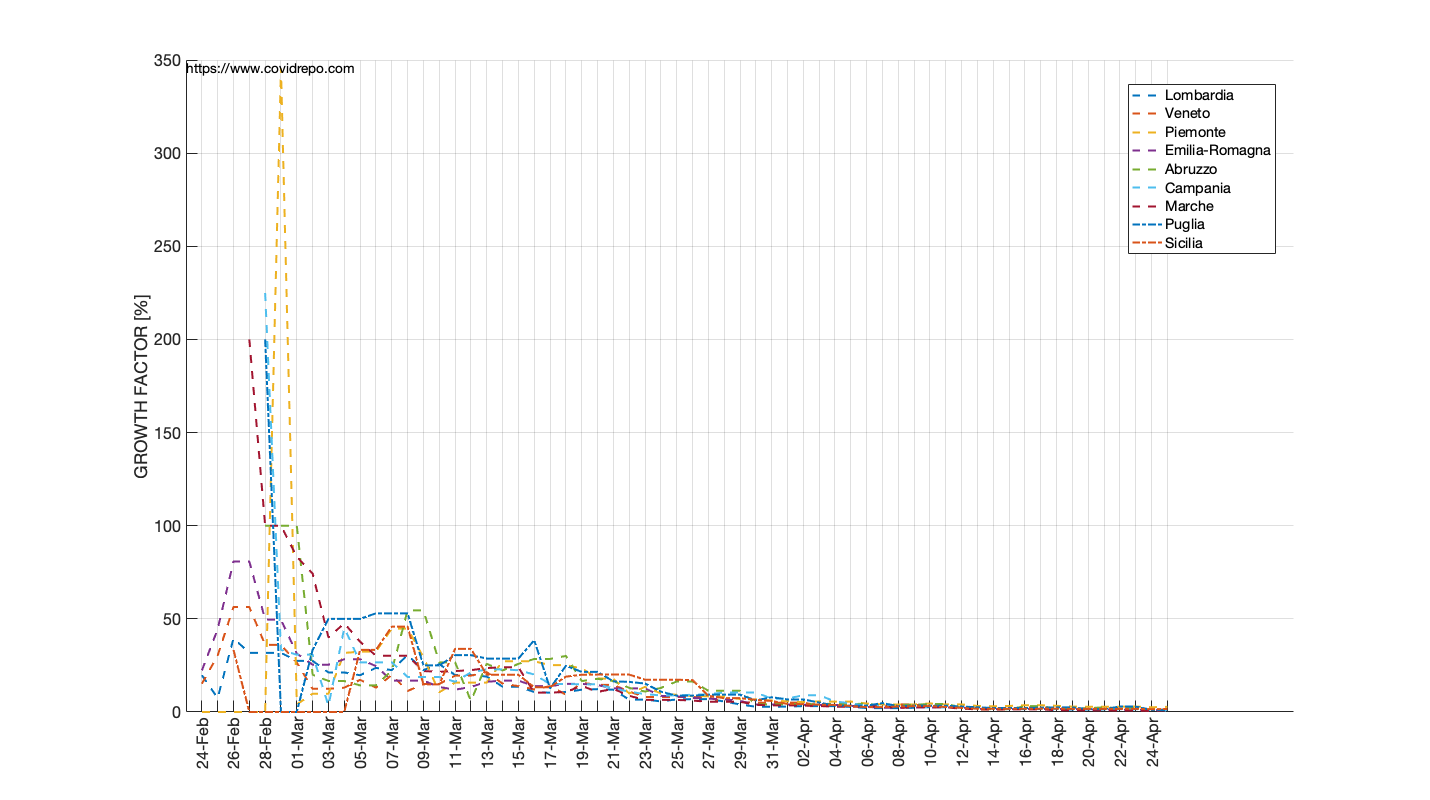 https://www.covidrepo.com
350
300
250
200
150
100
50
0
GROWTH FACTOR [%]
Lombardia
Veneto
Piemonte
Emilia-Romagna
Abruzzo
Campania
Marche
Puglia
Sicilia
24-Feb
26-Feb
28-Feb
01-Mar
03-Mar
05-Mar
07-Mar
09-Mar
11-Mar
13-Mar
15-Mar
17-Mar
19-Mar
21-Mar
23-Mar
25-Mar
27-Mar
29-Mar
31-Mar
02-Apr
04-Apr
06-Apr
08-Apr
10-Apr
12-Apr
14-Apr
16-Apr
18-Apr
20-Apr
22-Apr
24-Apr